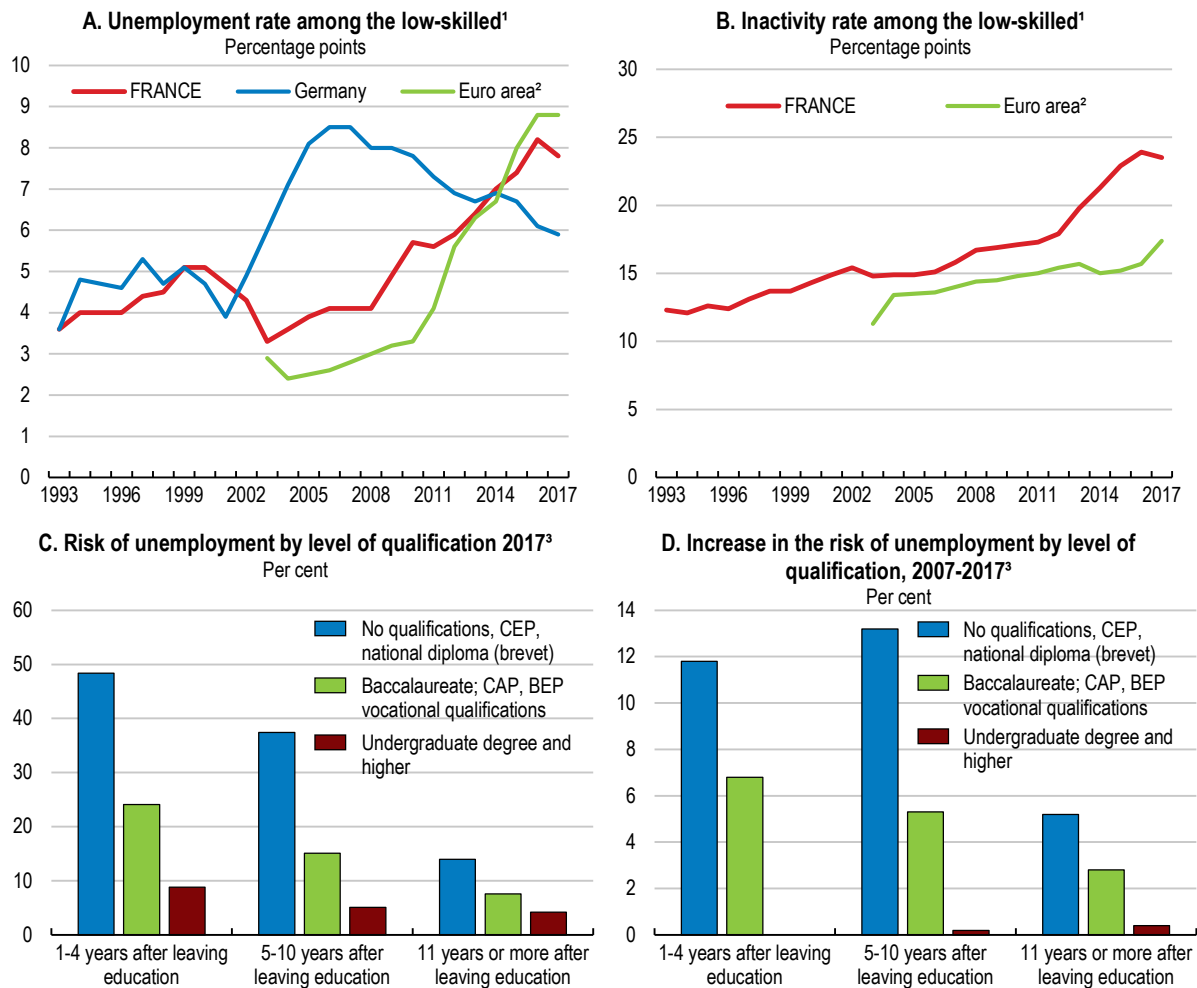 A. Unemployment rate among the low-skilled¹
Percentage points
10
9
8
7
6
5
4
3
2
1
0
FRANCE
Germany
Euro area²
1993
1996
1999
2002
2005
2008
2011
2014
2017
B. Inactivity rate among the low-skilled¹
Percentage points
30
25
20
15
10
5
0
FRANCE
Euro area²
1993
1996
1999
2002
2005
2008
2011
2014
2017
C. Risk of unemployment by level of qualification 2017³
Per cent
60
50
40
30
20
10
0
No qualifications, CEP,
national diploma (brevet)
Baccalaureate; CAP, BEP
vocational qualifications
Undergraduate degree and
higher
1-4 years after leaving
education
5-10 years after
leaving education
11 years or more after
leaving education
D. Increase in the risk of unemployment by level of
qualification, 2007-2017³
Per cent
14
12
10
8
6
4
2
0
No qualifications, CEP,
national diploma (brevet)
Baccalaureate; CAP, BEP
vocational qualifications
Undergraduate degree and
higher
1-4 years after leaving
education
5-10 years after
leaving education
11 years or more after
leaving education